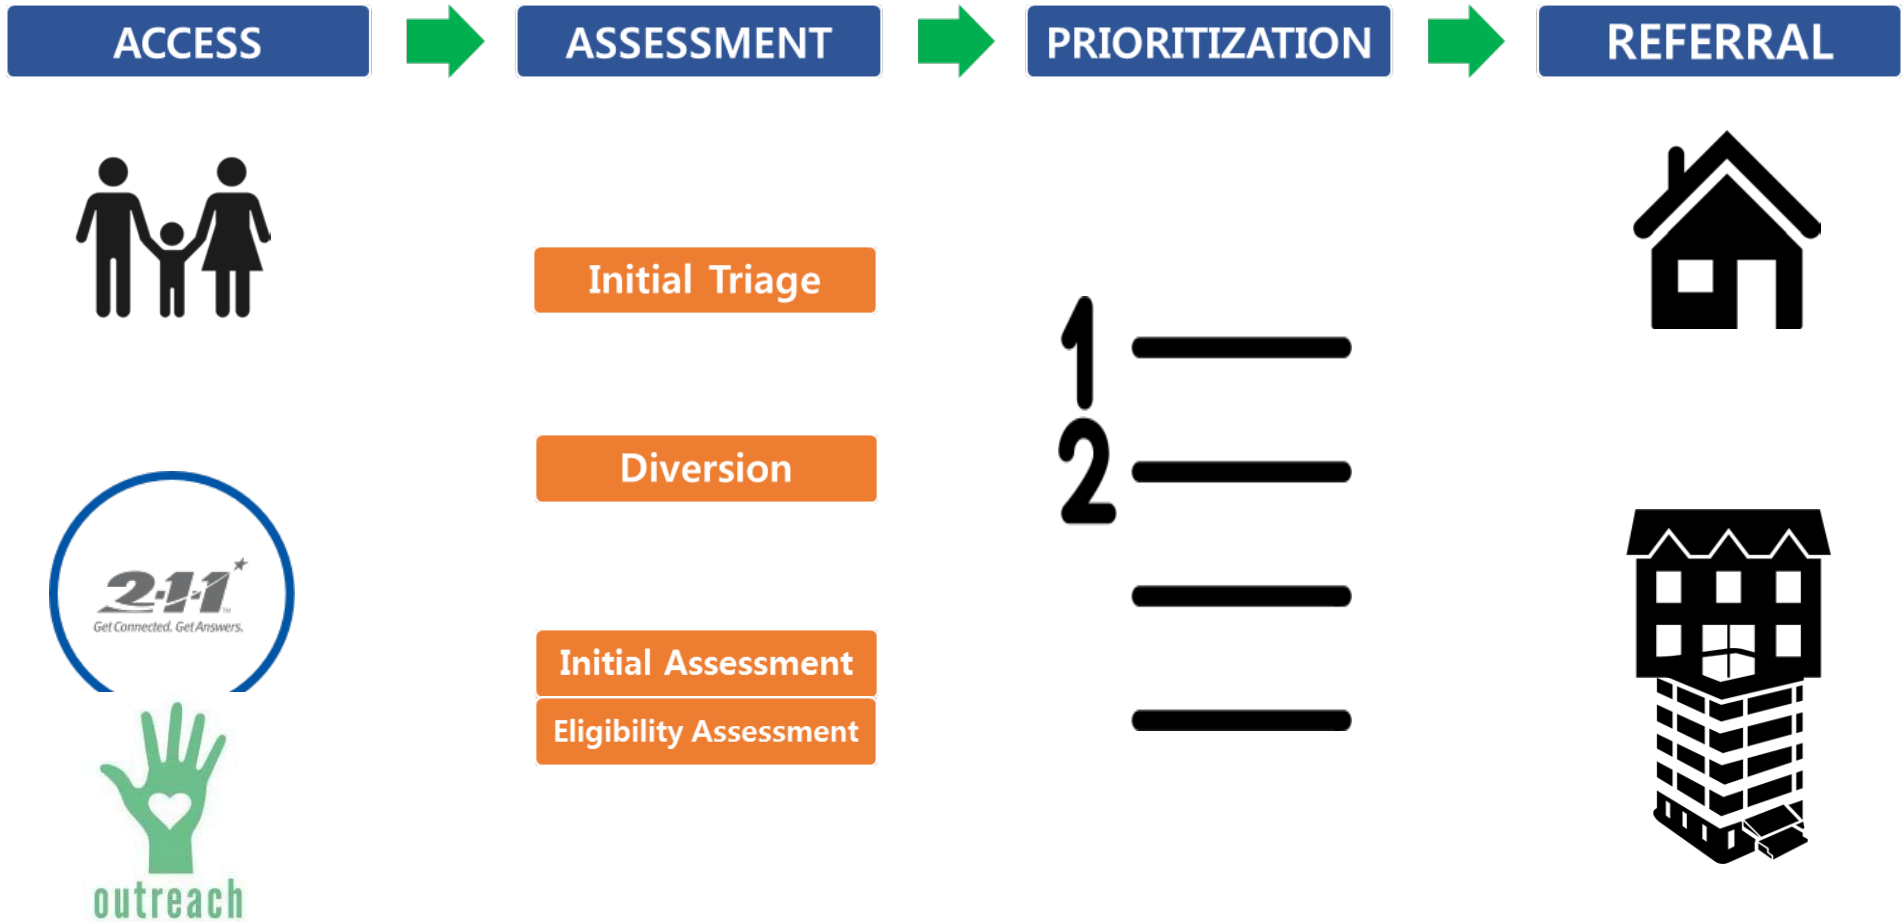 ACCESS
ASSESSMENT
PRIORITIZATION
REFERRAL
Initial Triage
Diversion
Initial Assessment
Eligibility Assessment
1
2
2-1-1
TM
Get Connected. Get Answers.
outreach